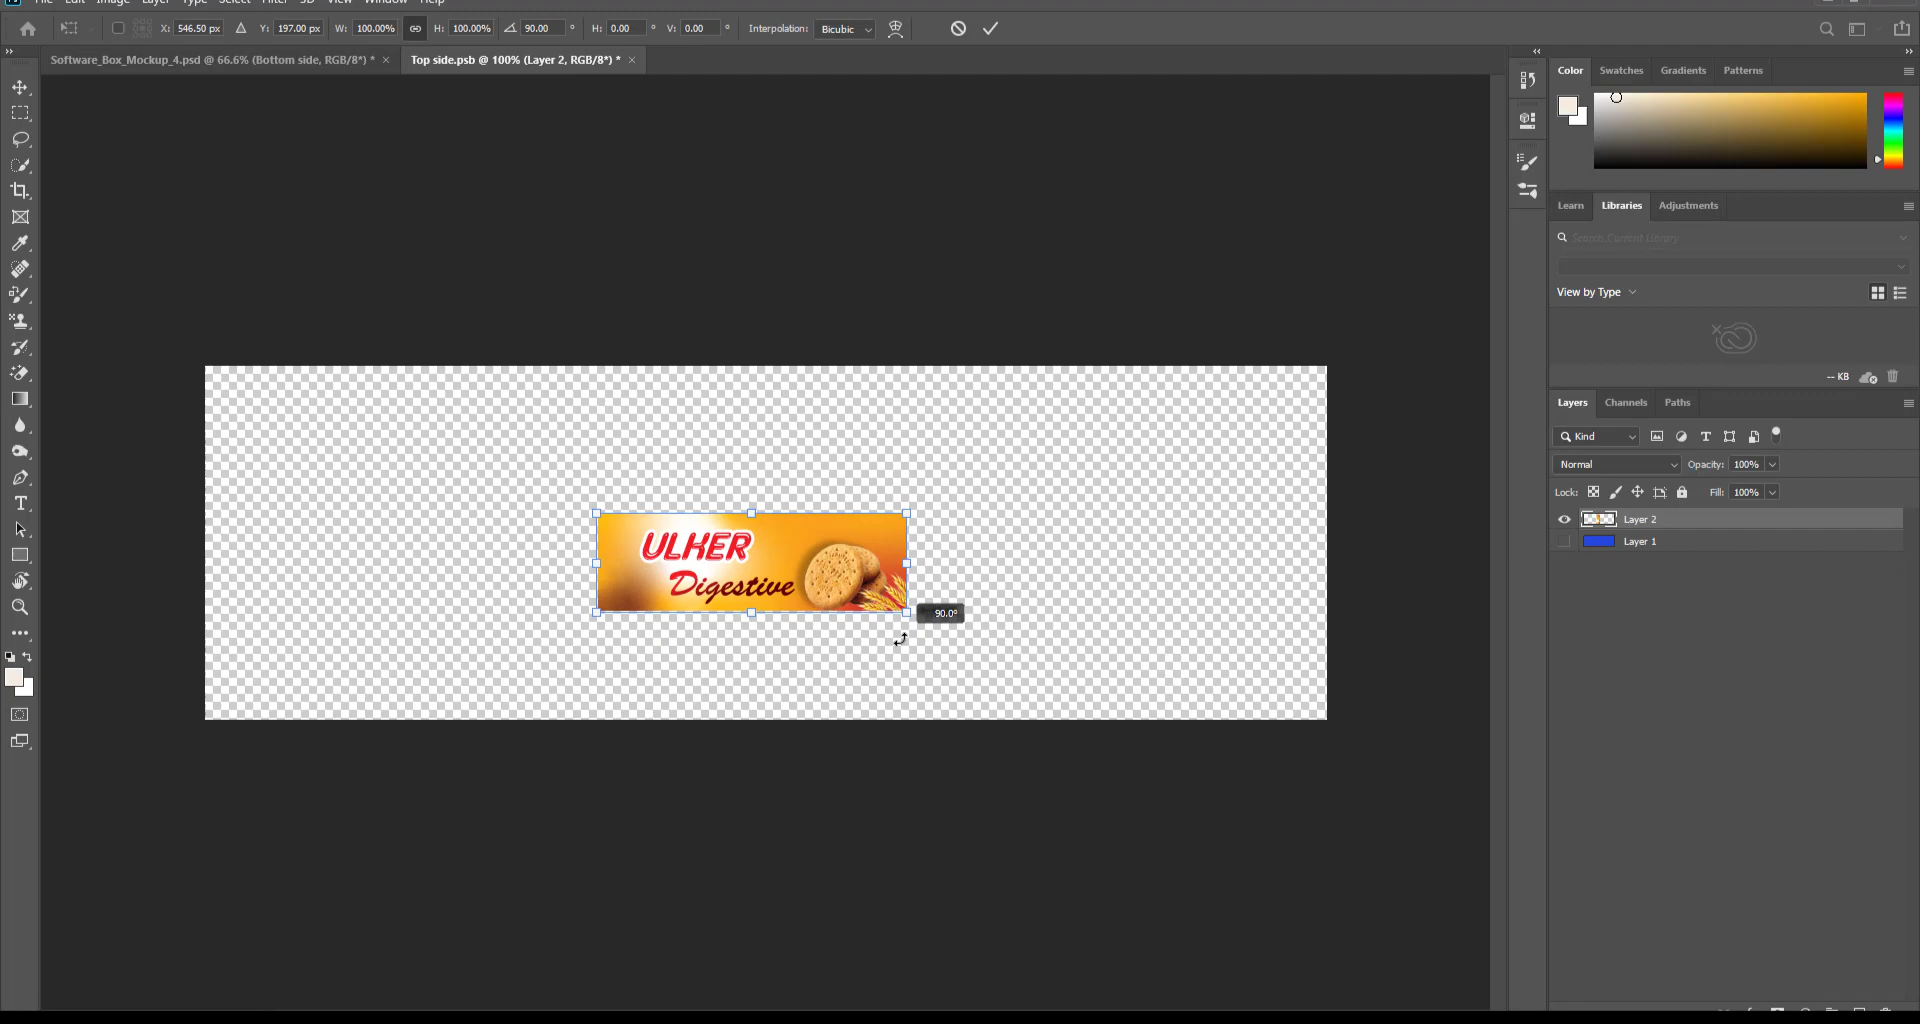 File Edit Image Layer Type Select Filter 3D View Window Help
X: 546.50 px Y: 197.00 px W: 100.00% H: 100.00% 90.00 ° H: 0.00 ° V: 0.00 ° Interpolation: Bicubic
Software_Box_Mockup_4.psd @ 66.6% (Bottom side, RGB/8*) * × Top side.psb @ 100% (Layer 2, RGB/8*) * ×
Color Swatches Gradients Patterns
Learn Libraries Adjustments
Search Current Library
View by Type
-- KB
Layers Channels Paths
Kind
Normal Opacity: 100%
Lock: Fill: 100%
Layer 2
Layer 1
ULKER
Digestive
90.0°